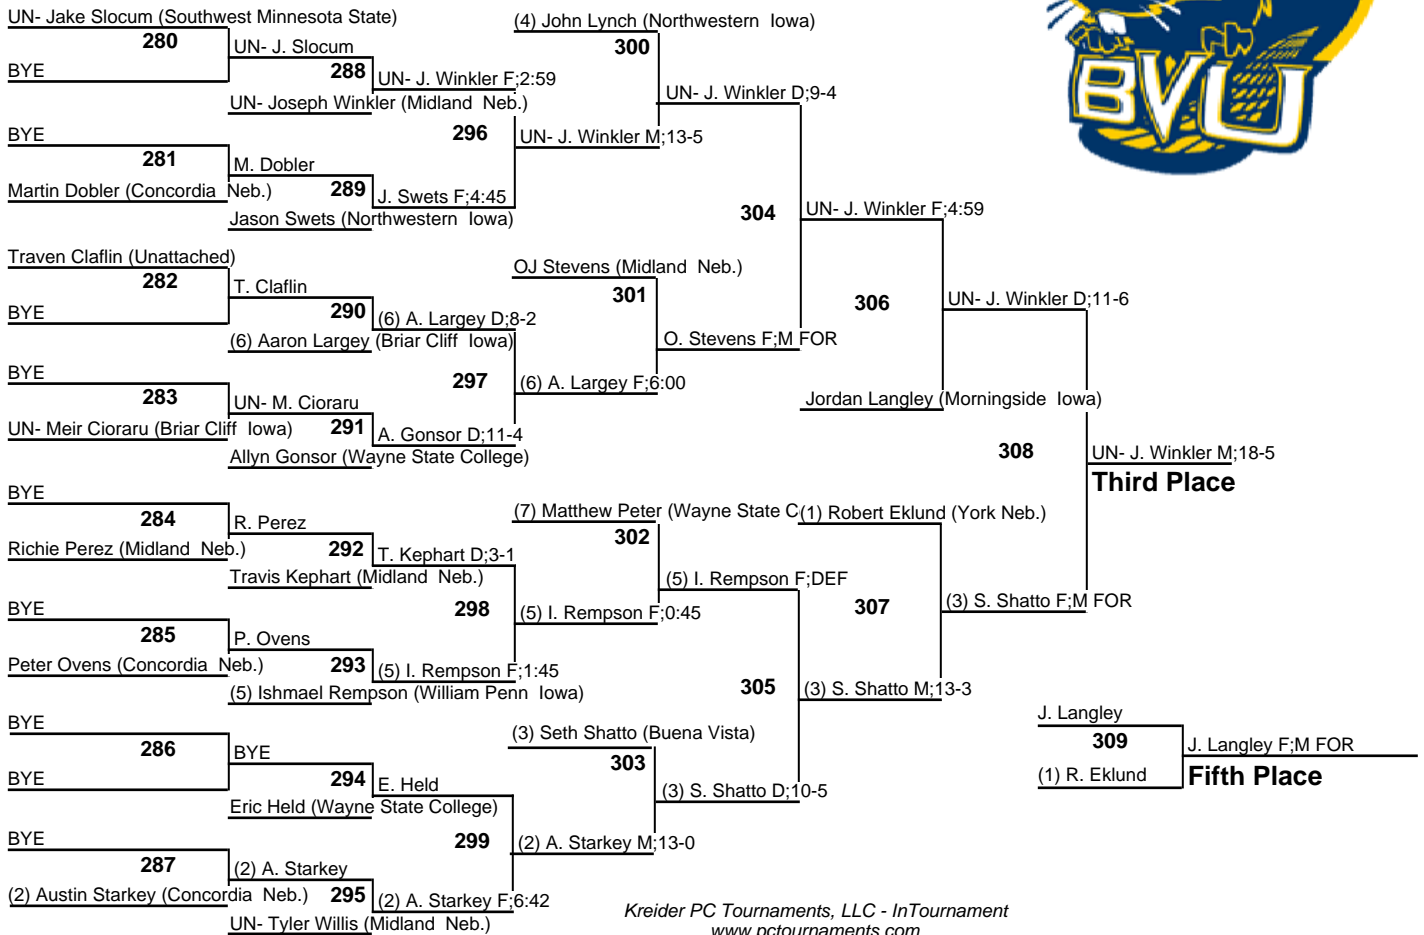 UN- Jake Slocum (Southwest Minnesota State)
280
BYE
UN- J. Slocum
288
UN- Joseph Winkler (Midland Neb.)
UN- J. Winkler F;2:59
BYE
281
Martin Dobler (Concordia Neb.)
M. Dobler
289
Jason Swets (Northwestern Iowa)
J. Swets F;4:45
296
UN- J. Winkler M;13-5
(4) John Lynch (Northwestern Iowa)
300
UN- J. Winkler D;9-4
Traven Claflin (Unattached)
282
BYE
T. Claflin
290
(6) Aaron Largey (Briar Cliff Iowa)
(6) A. Largey D;8-2
BYE
283
UN- Meir Cioraru (Briar Cliff Iowa)
UN- M. Cioraru
291
Allyn Gonsor (Wayne State College)
A. Gonsor D;11-4
297
(6) A. Largey F;6:00
OJ Stevens (Midland Neb.)
301
O. Stevens F;M FOR
304
UN- J. Winkler F;4:59
306
Jordan Langley (Morningside Iowa)
UN- J. Winkler D;11-6
BYE
284
Richie Perez (Midland Neb.)
R. Perez
292
Travis Kephart (Midland Neb.)
T. Kephart D;3-1
BYE
285
Peter Ovens (Concordia Neb.)
P. Ovens
293
(5) Ishmael Rempson (William Penn Iowa)
(5) I. Rempson F;1:45
298
(5) I. Rempson F;0:45
(7) Matthew Peter (Wayne State C
302
(5) I. Rempson F;DEF
BYE
286
BYE
BYE
294
Eric Held (Wayne State College)
E. Held
BYE
287
(2) Austin Starkey (Concordia Neb.)
(2) A. Starkey
295
UN- Tyler Willis (Midland Neb.)
(2) A. Starkey F;6:42
299
(2) A. Starkey M;13-0
(3) Seth Shatto (Buena Vista)
303
(3) S. Shatto D;10-5
305
(3) S. Shatto M;13-3
(1) Robert Eklund (York Neb.)
307
(3) S. Shatto F;M FOR
308
UN- J. Winkler M;18-5
Third Place
J. Langley
309
(1) R. Eklund
J. Langley F;M FOR
Fifth Place
BVU
Kreider PC Tournaments, LLC - InTournament
www.pctournaments.com